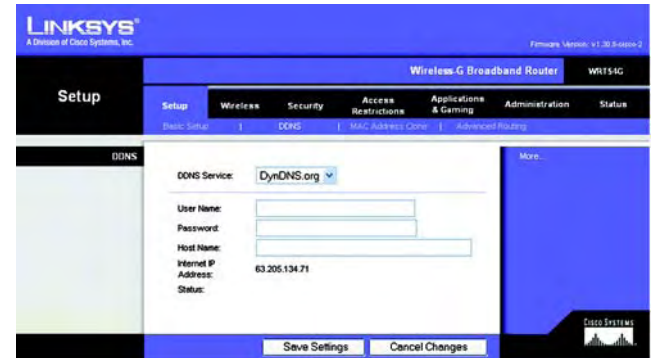 LINKSYS®
A Division of Cisco Systems, Inc.
Firmware Version: v1.30.5-cisco-2
Wireless-G Broadband Router WRT54G
Setup
Setup Wireless Security Access Restrictions Applications & Gaming Administration Status
Basic Setup | DDNS | MAC Address Clone | Advanced Routing
DDNS
More...
DDNS Service: DynDNS.org
User Name:
Password:
Host Name:
Internet IP
Address: 63.205.134.71
Status:
CISCO SYSTEMS
Save Settings Cancel Changes